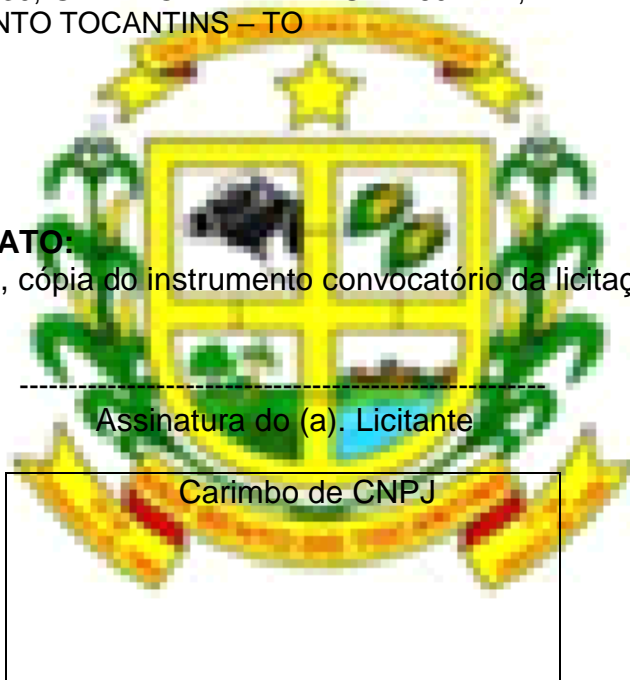 NTO TOCANTINS – TO
ATO:
, cópia do instrumento convocatório da licitaç
Assinatura do (a). Licitante
Carimbo de CNPJ